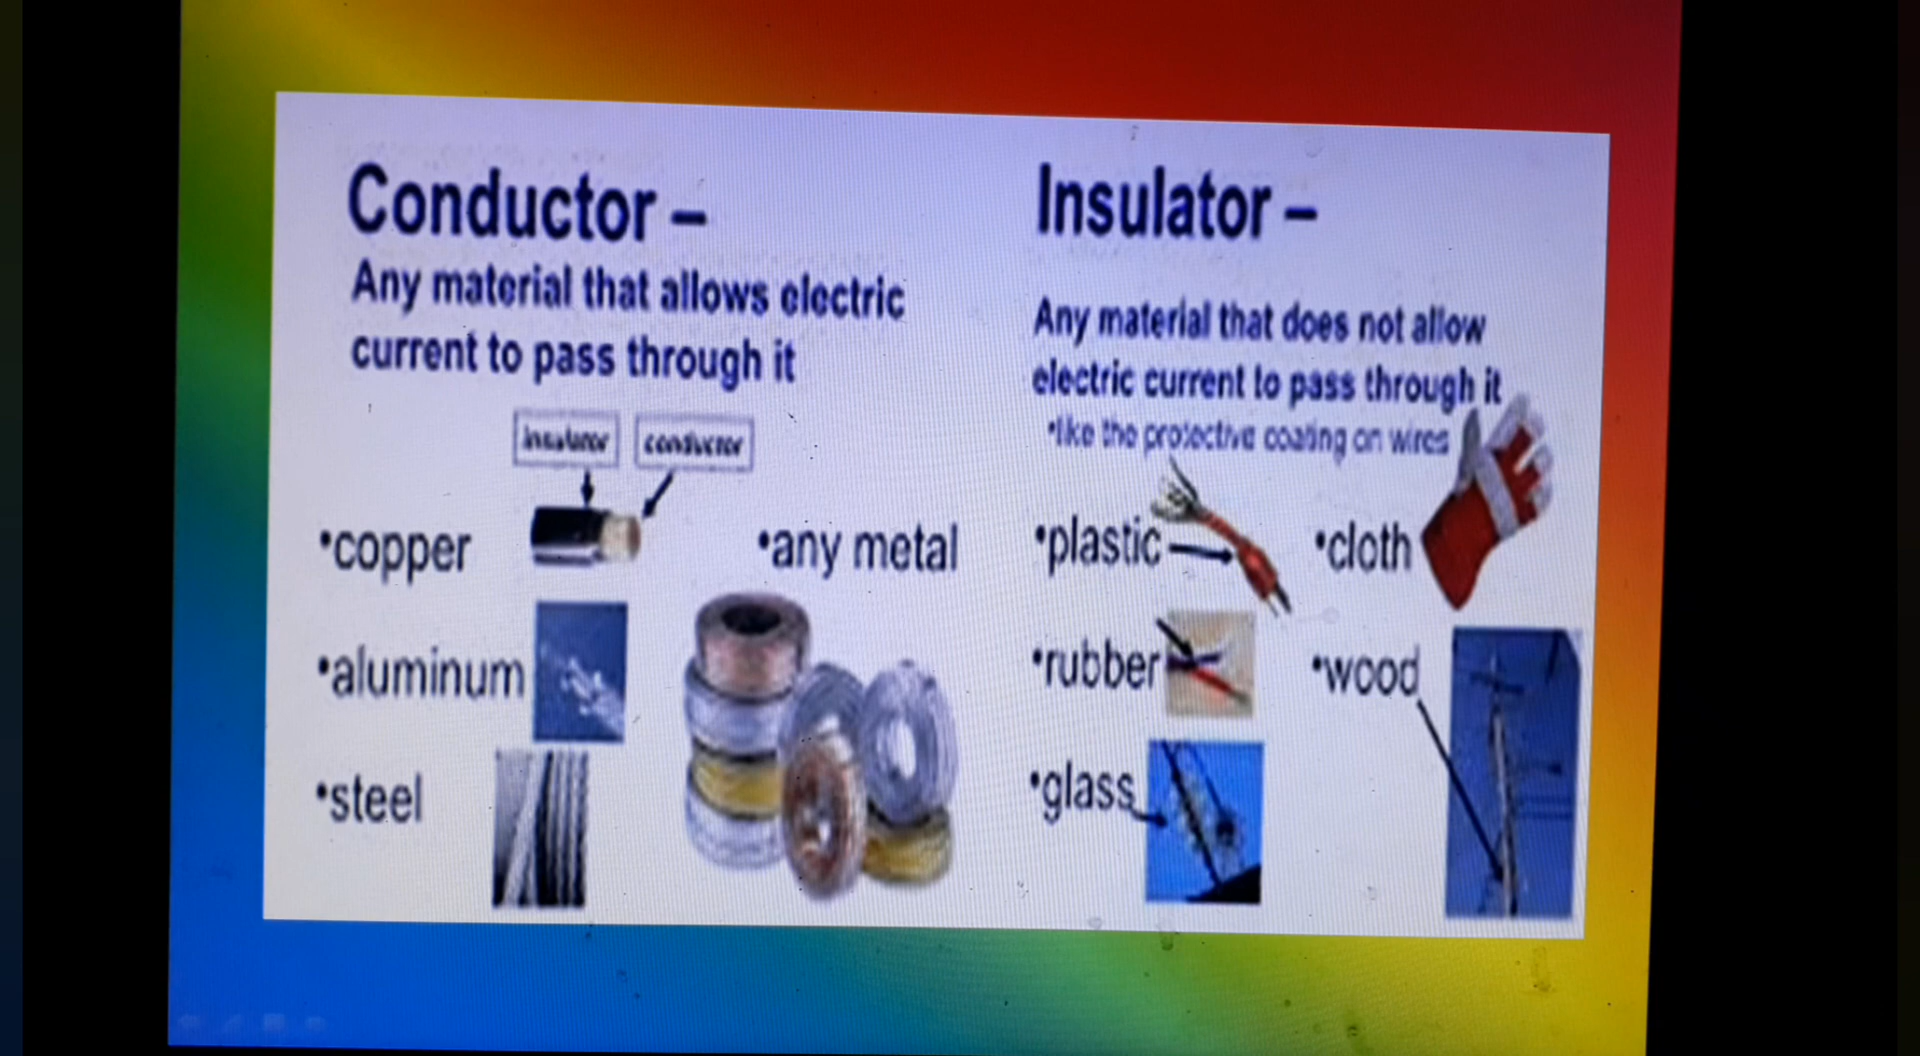 Conductor –
Any material that allows electric
current to pass through it
insulator
conductor
•copper
•any metal
•aluminum
•steel
Insulator –
Any material that does not allow
electric current to pass through it
•like the protective coating on wires
•plastic
•cloth
•rubber
•wood
•glass